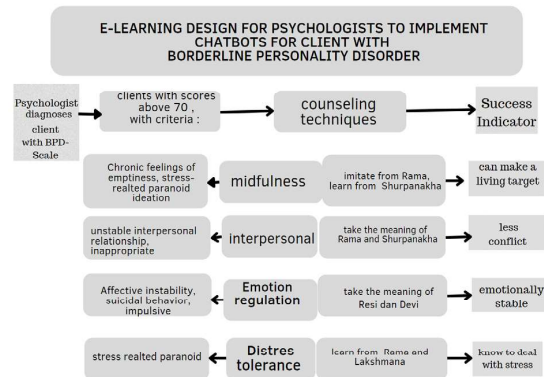 E-LEARNING DESIGN FOR PSYCHOLOGISTS TO IMPLEMENT
CHATBOTS FOR CLIENT WITH
BORDERLINE PERSONALITY DISORDER
Psychologist
diagnoses
client
with BPD-
Scale
clients with scores
above 70 ,
with criteria :
counseling
techniques
Success
Indicator
Chronic feelings of
emptiness, stress-
realted paranoid
ideation
midfulness
imitate from Rama,
learn from Shurpanakha
can make a
living target
unstable interpersonal
relationship,
inappropriate
interpersonal
take the meaning of
Rama and Shurpanakha
less
conflict
Affective instability,
suicidal behavior,
impulsive
Emotion
regulation
take the meaning of
Resi dan Devi
emotionally
stable
stress realted paranoid
Distres
tolerance
learn from Rama and
Lakshmana
know to deal
with stress